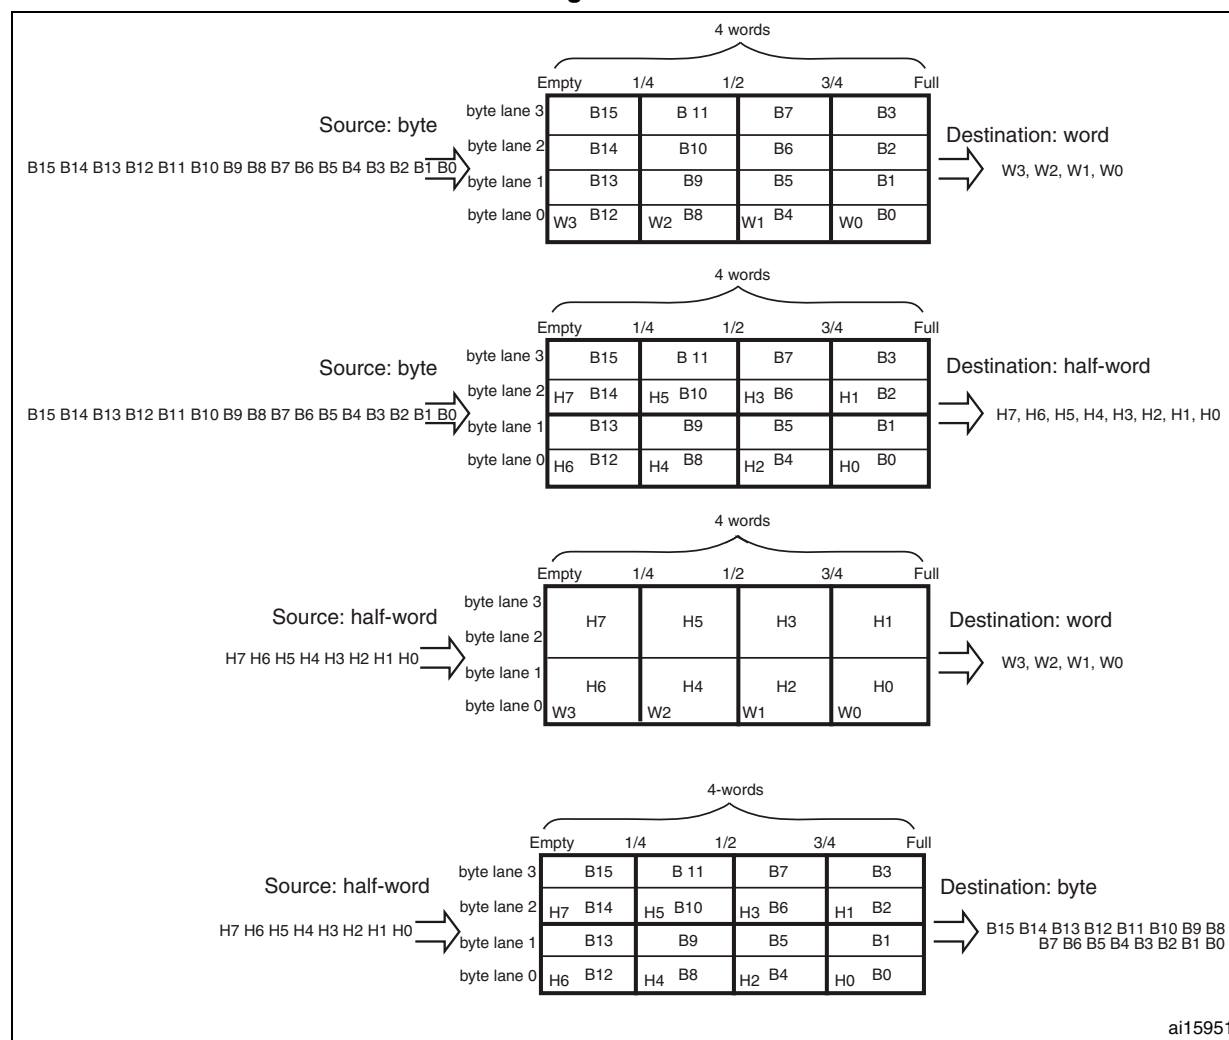 4 words
Empty 1/4 1/2 3/4 Full
byte lane 3 B15 B 11 B7 B3
Source: byte
Destination: word
byte lane 2 B14 B10 B6 B2
B15 B14 B13 B12 B11 B10 B9 B8 B7 B6 B5 B4 B3 B2 B1 B0
W3, W2, W1, W0
byte lane 1 B13 B9 B5 B1
byte lane 0 W3 B12 W2 B8 W1 B4 W0 B0
4 words
Empty 1/4 1/2 3/4 Full
byte lane 3 B15 B 11 B7 B3
Source: byte
Destination: half-word
byte lane 2 H7 B14 H5 B10 H3 B6 H1 B2
B15 B14 B13 B12 B11 B10 B9 B8 B7 B6 B5 B4 B3 B2 B1 B0
H7, H6, H5, H4, H3, H2, H1, H0
byte lane 1 B13 B9 B5 B1
byte lane 0 H6 B12 H4 B8 H2 B4 H0 B0
4 words
Empty 1/4 1/2 3/4 Full
byte lane 3
Source: half-word
H7 H5 H3 H1
Destination: word
byte lane 2
H7 H6 H5 H4 H3 H2 H1 H0
W3, W2, W1, W0
byte lane 1
H6 H4 H2 H0
byte lane 0 W3 W2 W1 W0
4-words
Empty 1/4 1/2 3/4 Full
byte lane 3 B15 B 11 B7 B3
Source: half-word
Destination: byte
byte lane 2 H7 B14 H5 B10 H3 B6 H1 B2
H7 H6 H5 H4 H3 H2 H1 H0
B15 B14 B13 B12 B11 B10 B9 B8
B7 B6 B5 B4 B3 B2 B1 B0
byte lane 1 B13 B9 B5 B1
byte lane 0 H6 B12 H4 B8 H2 B4 H0 B0
ai15951